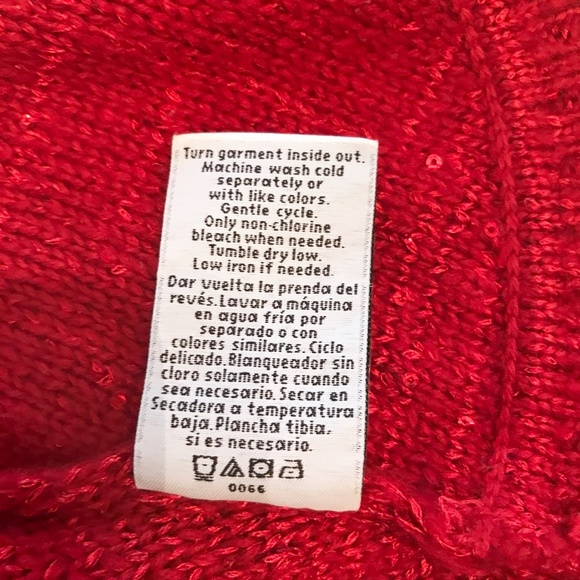 Turn garment inside out.
Machine wash cold
separately or
with like colors.
Gentle cycle.
Only non-chlorine
bleach when needed.
Tumble dry low.
Low iron if needed.
Dar vuelta la prenda del
revés. Lavar a máquina
en agua fría por
separado o con
colores similares. Ciclo
delicado. Blanqueador sin
cloro solamente cuando
sea necesario. Secar en
Secadora a temperatura
baja. Plancha tibia,
si es necesario.
0066